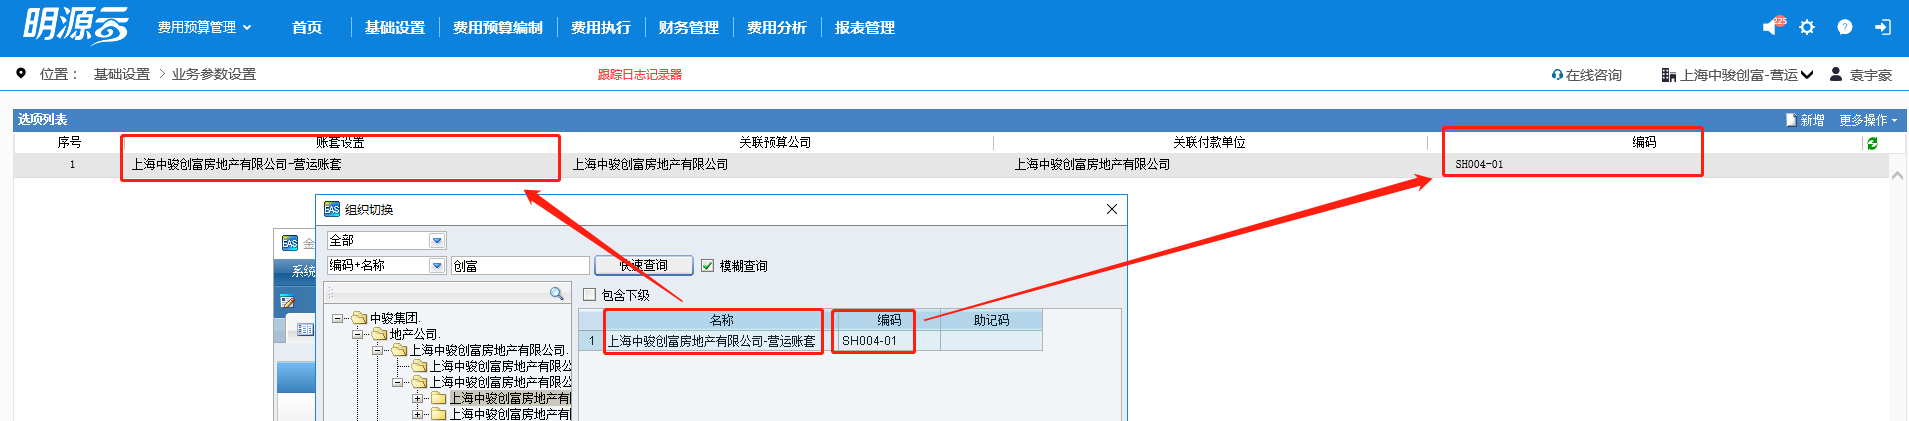 明源云 费用预算管理 首页 基础设置 费用预算编制 费用执行 财务管理 费用分析 报表管理 225
位置： 基础设置 > 业务参数设置 跟踪日志记录器 在线咨询 上海中骏创富-营运 袁宇豪
选项列表 新增 更多操作
序号 账套设置 关联预算公司 关联付款单位 编码
1 上海中骏创富房地产有限公司-营运账套 上海中骏创富房地产有限公司 上海中骏创富房地产有限公司 SH004-01
EAS 组织切换
全部
EAS 金
编码+名称 创富 快速查询 模糊查询
系统
包含下级
名称 编码 助记码
1 上海中骏创富房地产有限公司-营运账套 SH004-01
中骏集团.
地产公司.
上海中骏创富房地产有限公司.
上海中骏创富房地产有限公
上海中骏创富房地产有限公
上海中骏创富房地产有
上海中骏创富房地产有